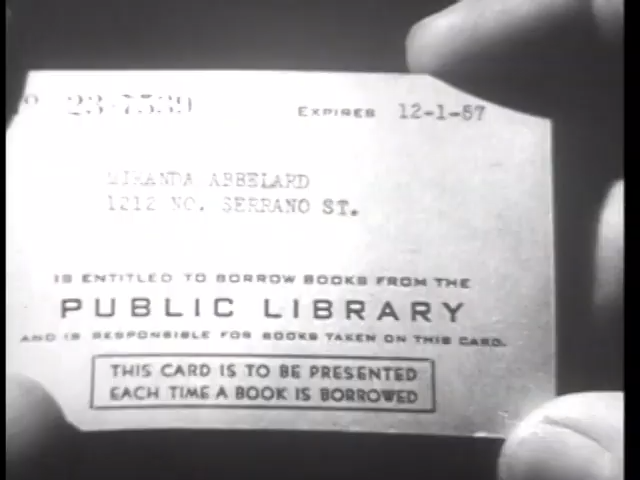 23-7539 EXPIRES 12-1-57
MIRANDA ABBELARD
1212 NO. SERRANO ST.
IS ENTITLED TO BORROW BOOKS FROM THE
PUBLIC LIBRARY
AND IS RESPONSIBLE FOR BOOKS TAKEN ON THIS CARD.
THIS CARD IS TO BE PRESENTED
EACH TIME A BOOK IS BORROWED